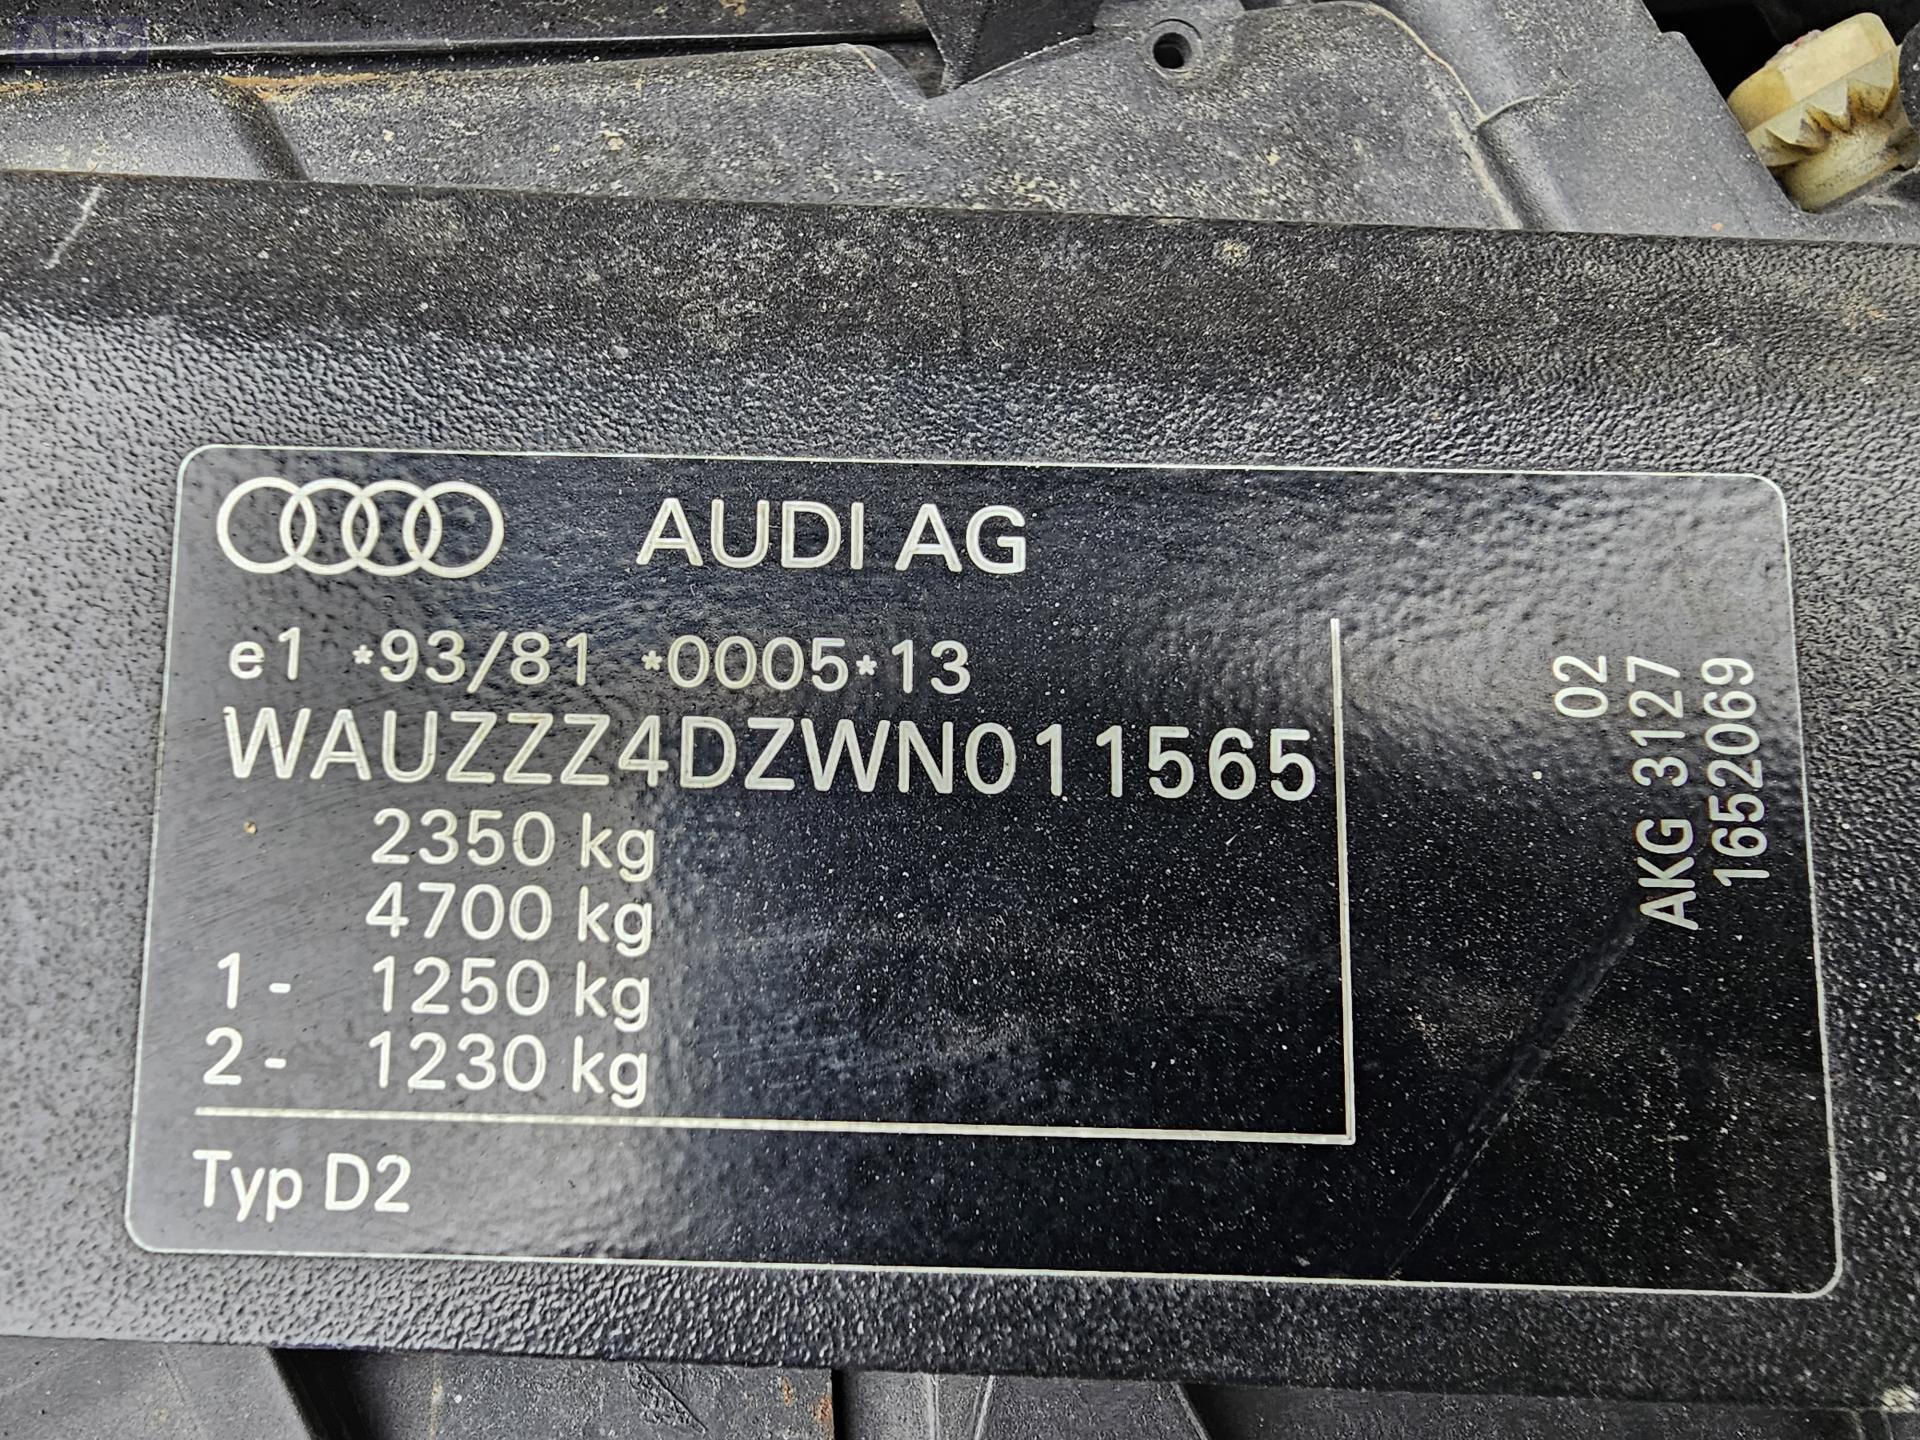 АВТО
AUDI AG
e1 *93/81 *0005*13
WAUZZZ4DZWN011565
2350 kg
4700 kg
1- 1250 kg
2- 1230 kg
Typ D2
02
AKG 3127
1652069